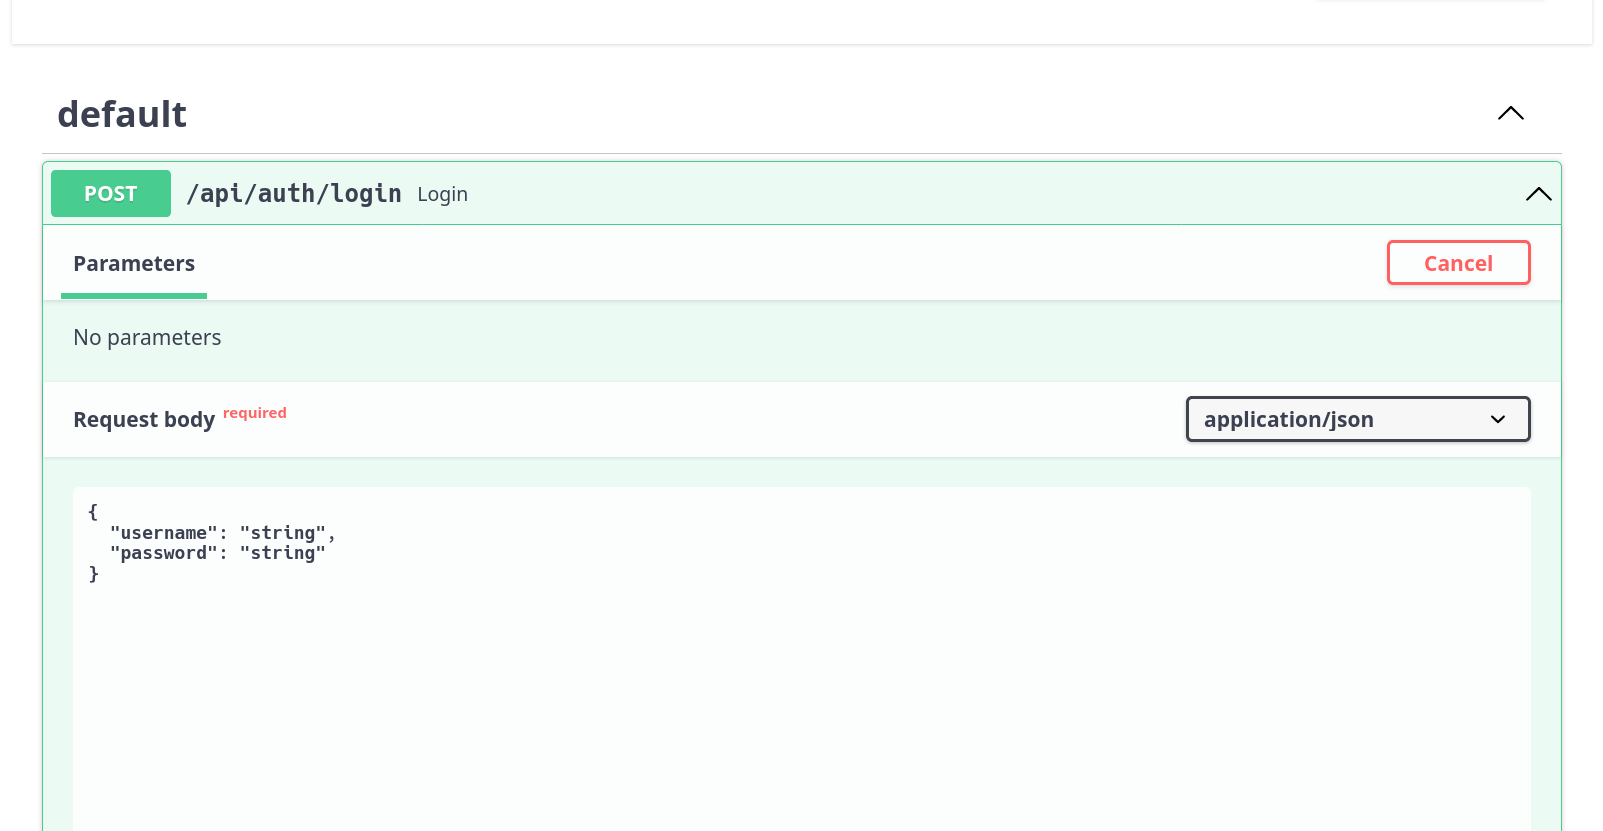 default
POST /api/auth/login Login
Parameters Cancel
No parameters
Request body required application/json
{
  "username": "string",
  "password": "string"
}